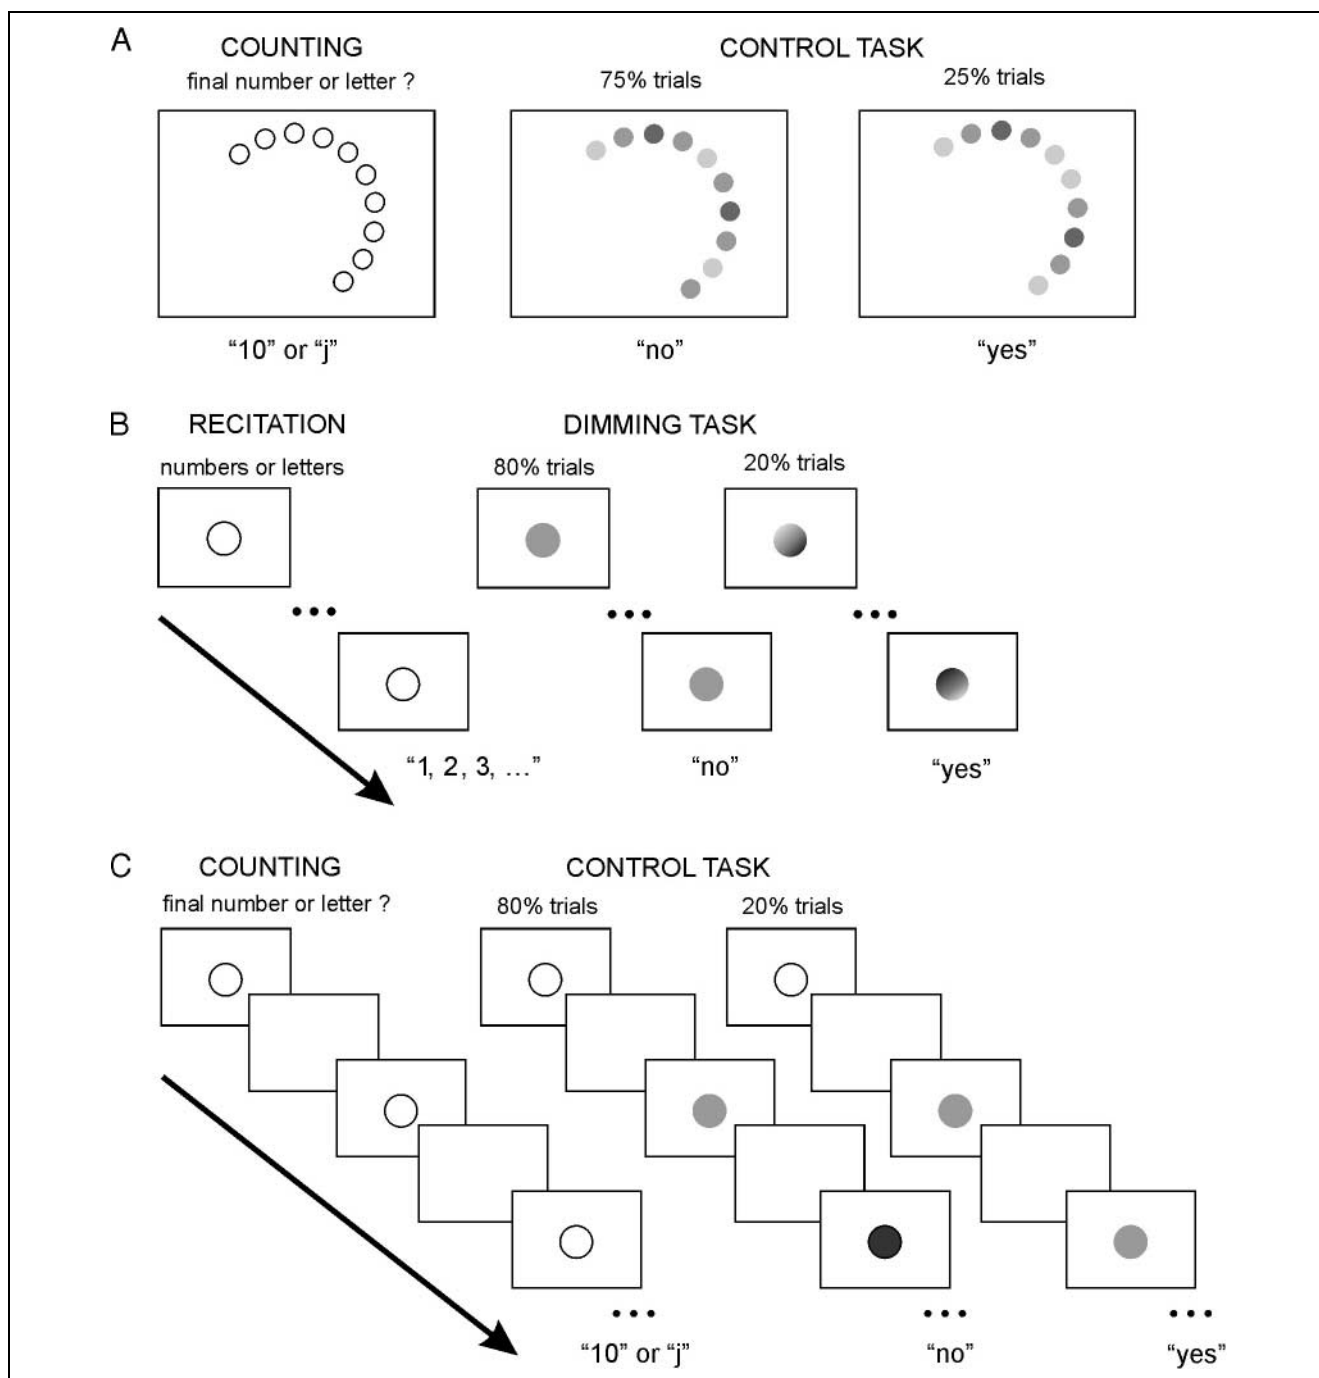 A
COUNTING
CONTROL TASK
final number or letter ?
75% trials
25% trials
“10” or “j”
“no”
“yes”
B
RECITATION
DIMMING TASK
numbers or letters
80% trials
20% trials
“1, 2, 3, ...”
“no”
“yes”
C
COUNTING
CONTROL TASK
final number or letter ?
80% trials
20% trials
“10” or “j”
“no”
“yes”